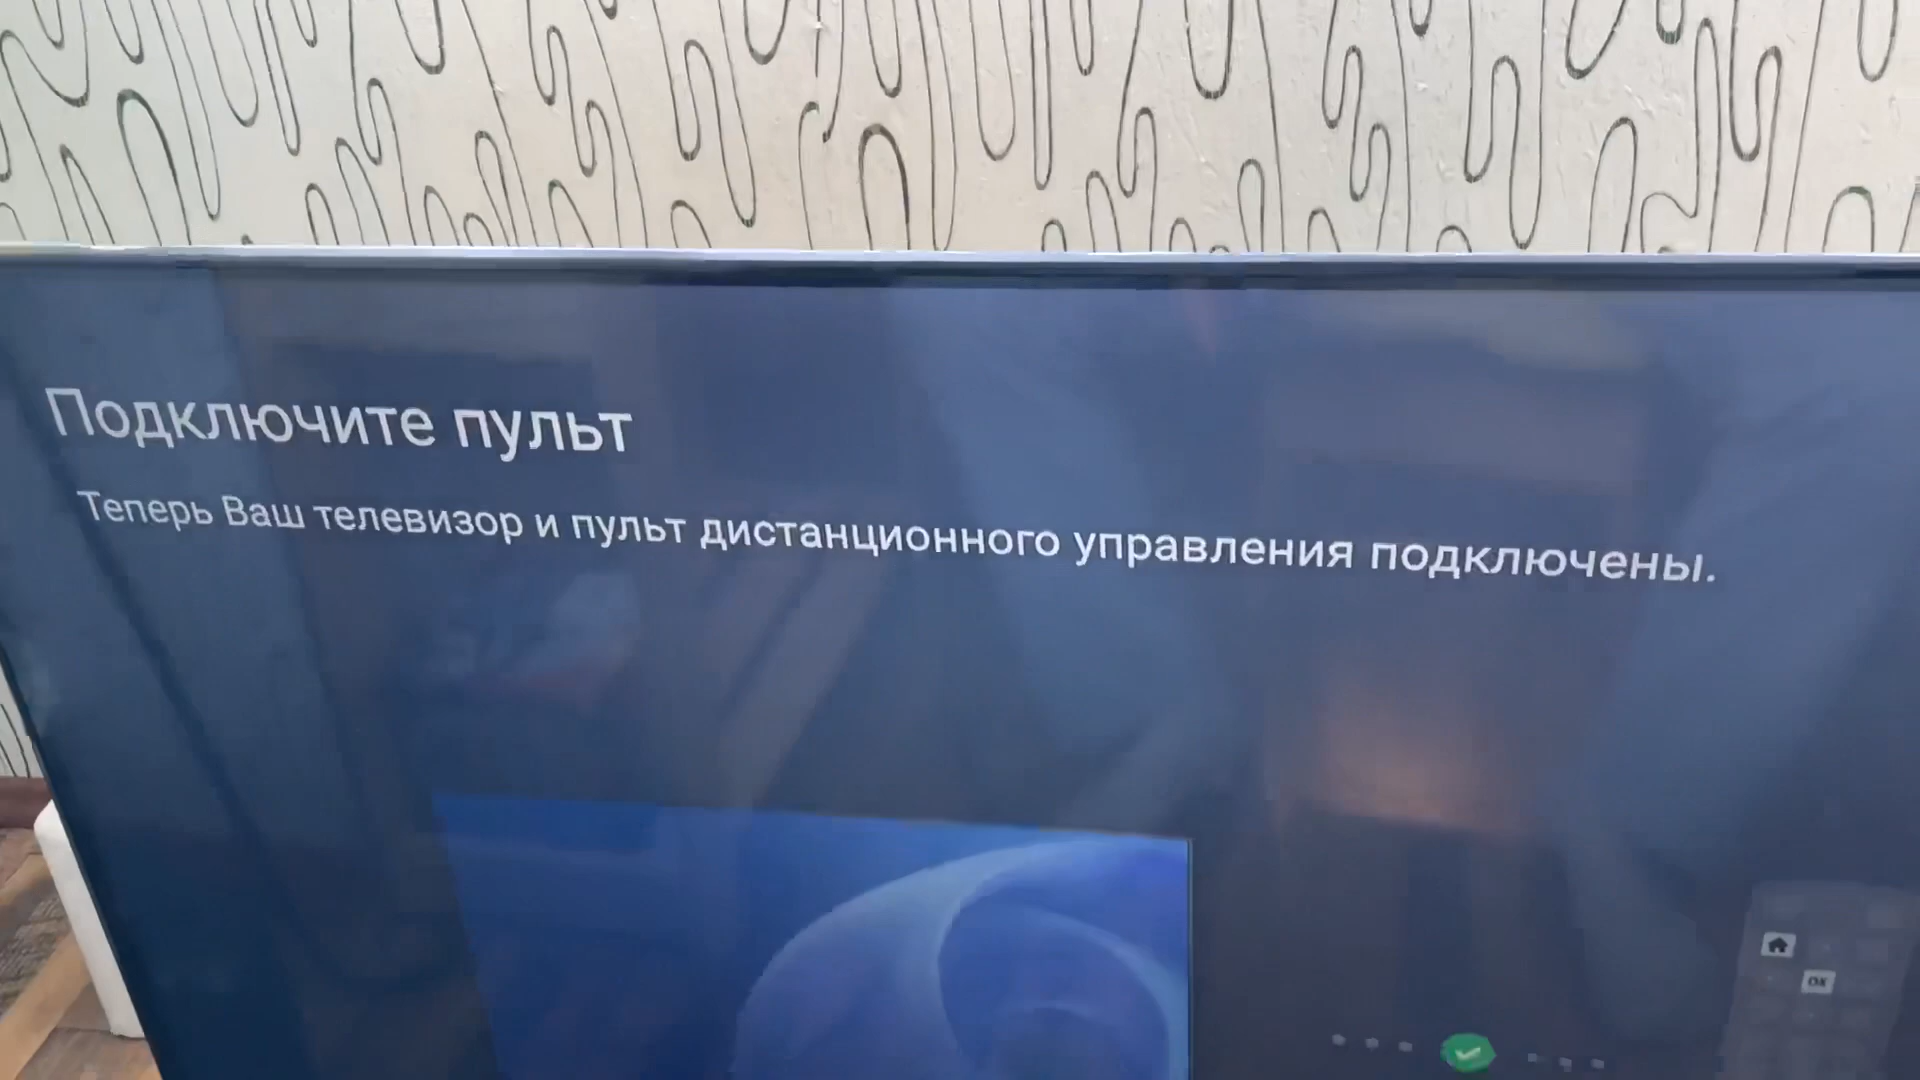 Подключите пульт
Теперь Ваш телевизор и пульт дистанционного управления подключены.
OK